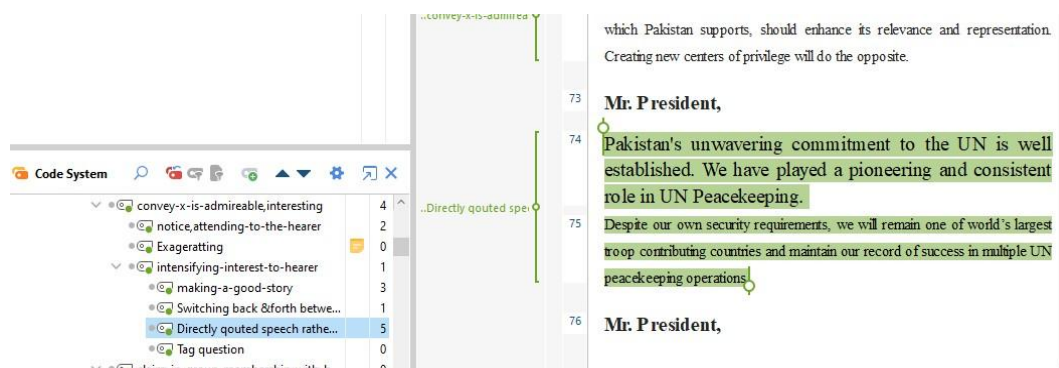 ..convey-x-is-admirea
which Pakistan supports, should enhance its relevance and representation.
Creating new centers of privilege will do the opposite.
73
Mr. President,
74
Pakistan's unwavering commitment to the UN is well
established. We have played a pioneering and consistent
role in UN Peacekeeping.
..Directly qouted spe
75
Despite our own security requirements, we will remain one of world's largest
troop contributing countries and maintain our record of success in multiple UN
peacekeeping operations.
76
Mr. President,
Code System
convey-x-is-admireable,interesting 4
notice,attending-to-the-hearer 2
Exageratting 0
intensifying-interest-to-hearer 1
making-a-good-story 3
Switching back &forth betwe... 1
Directly qouted speech rathe... 5
Tag question 0